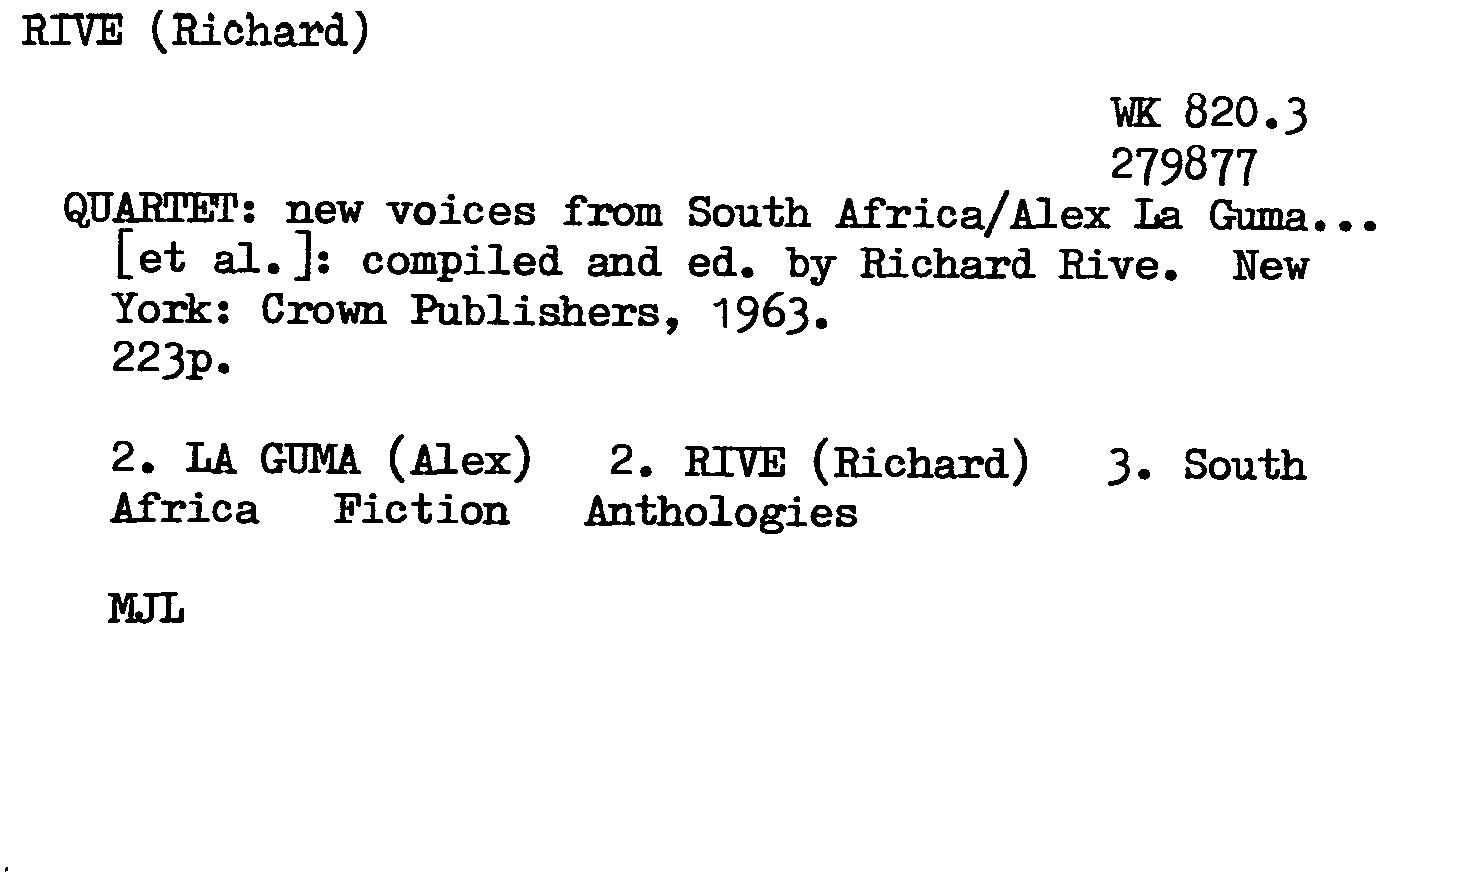 RIVE (Richard)
WK 820.3
279877
QUARTET: new voices from South Africa/Alex La Guma...
[et al.]: compiled and ed. by Richard Rive. New
York: Crown Publishers, 1963.
223p.
2. LA GUMA (Alex) 2. RIVE (Richard) 3. South
Africa Fiction Anthologies
MJL